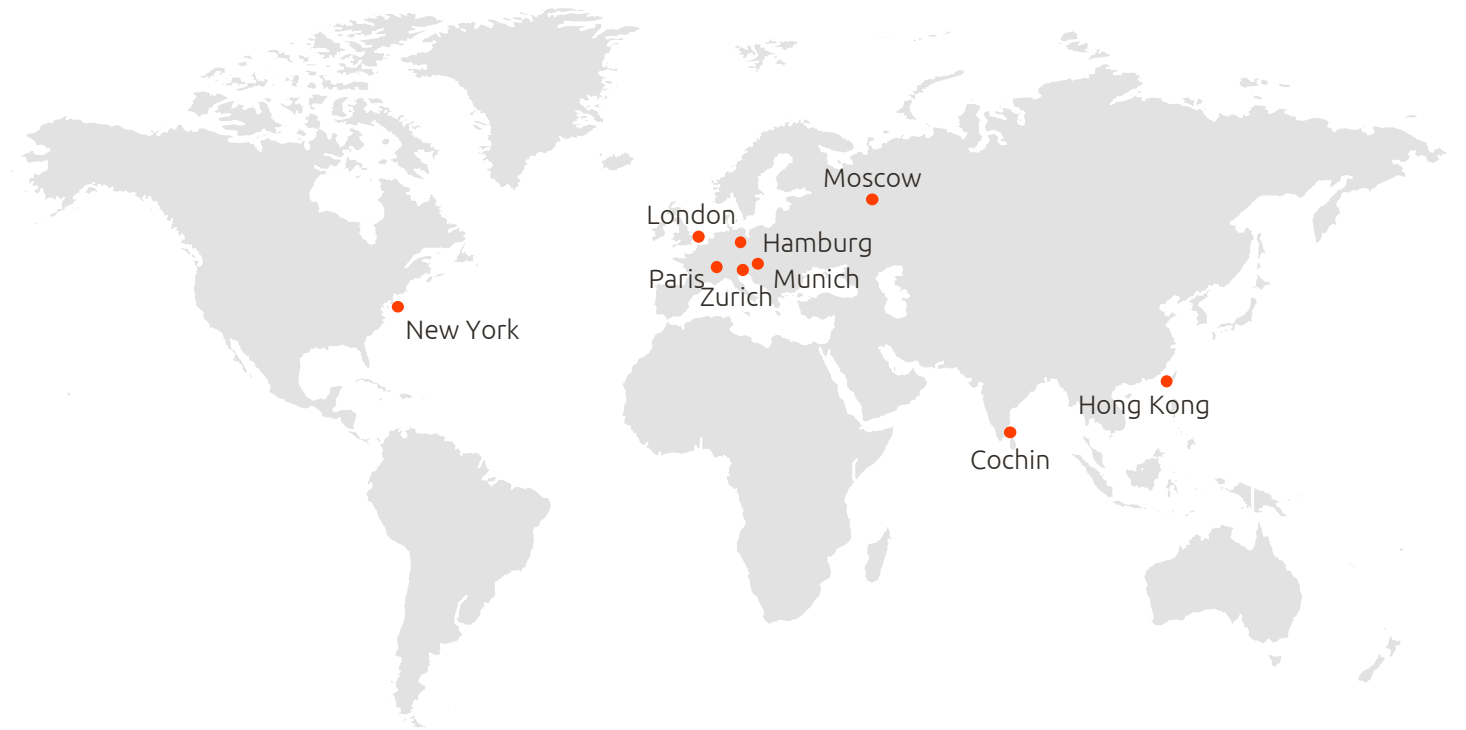 Moscow
London
Hamburg
Paris
Munich
Zurich
New York
Hong Kong
Cochin